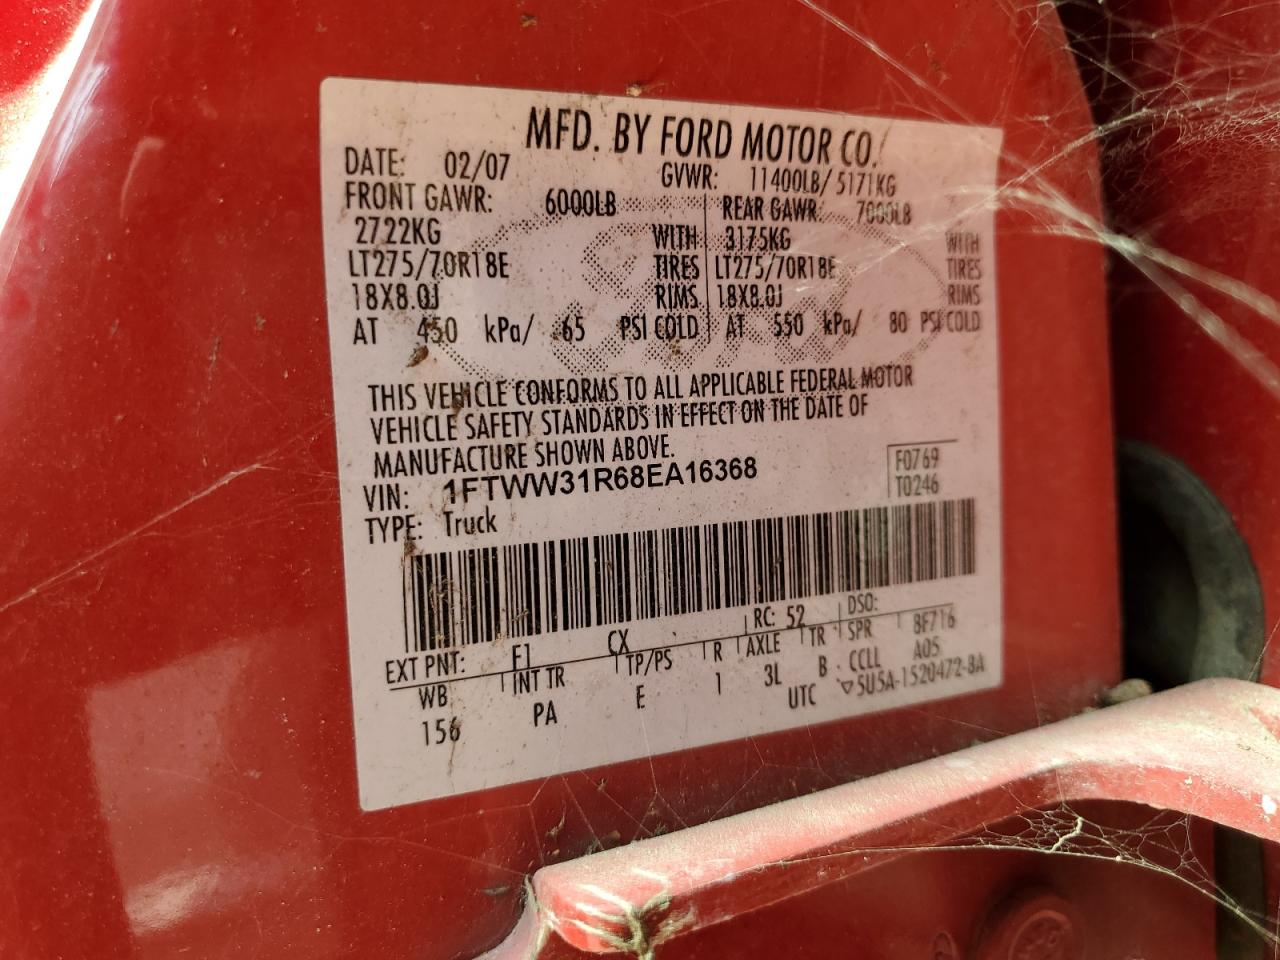 MFD. BY FORD MOTOR CO.
DATE: 02/07 GVWR: 11400LB/ 5171KG
FRONT GAWR: 6000LB REAR GAWR: 7000LB
2722KG WITH 3175KG WITH
LT275/70R18E TIRES LT275/70R18E TIRES
18X8.0J RIMS 18X8.0J RIMS
AT 450 kPa/ 65 PSI COLD AT 550 kPa/ 80 PSI COLD
THIS VEHICLE CONFORMS TO ALL APPLICABLE FEDERAL MOTOR
VEHICLE SAFETY STANDARDS IN EFFECT ON THE DATE OF
MANUFACTURE SHOWN ABOVE.
VIN: 1FTWW31R68EA16368 F0769
TYPE: Truck T0246
EXT PNT: F1 CX RC: 52 DSO:
WB INT TR TP/PS R AXLE TR SPR 8F716
156 PA E 1 3L B CCLL A05
UTC ▽5U5A-1520472-BA